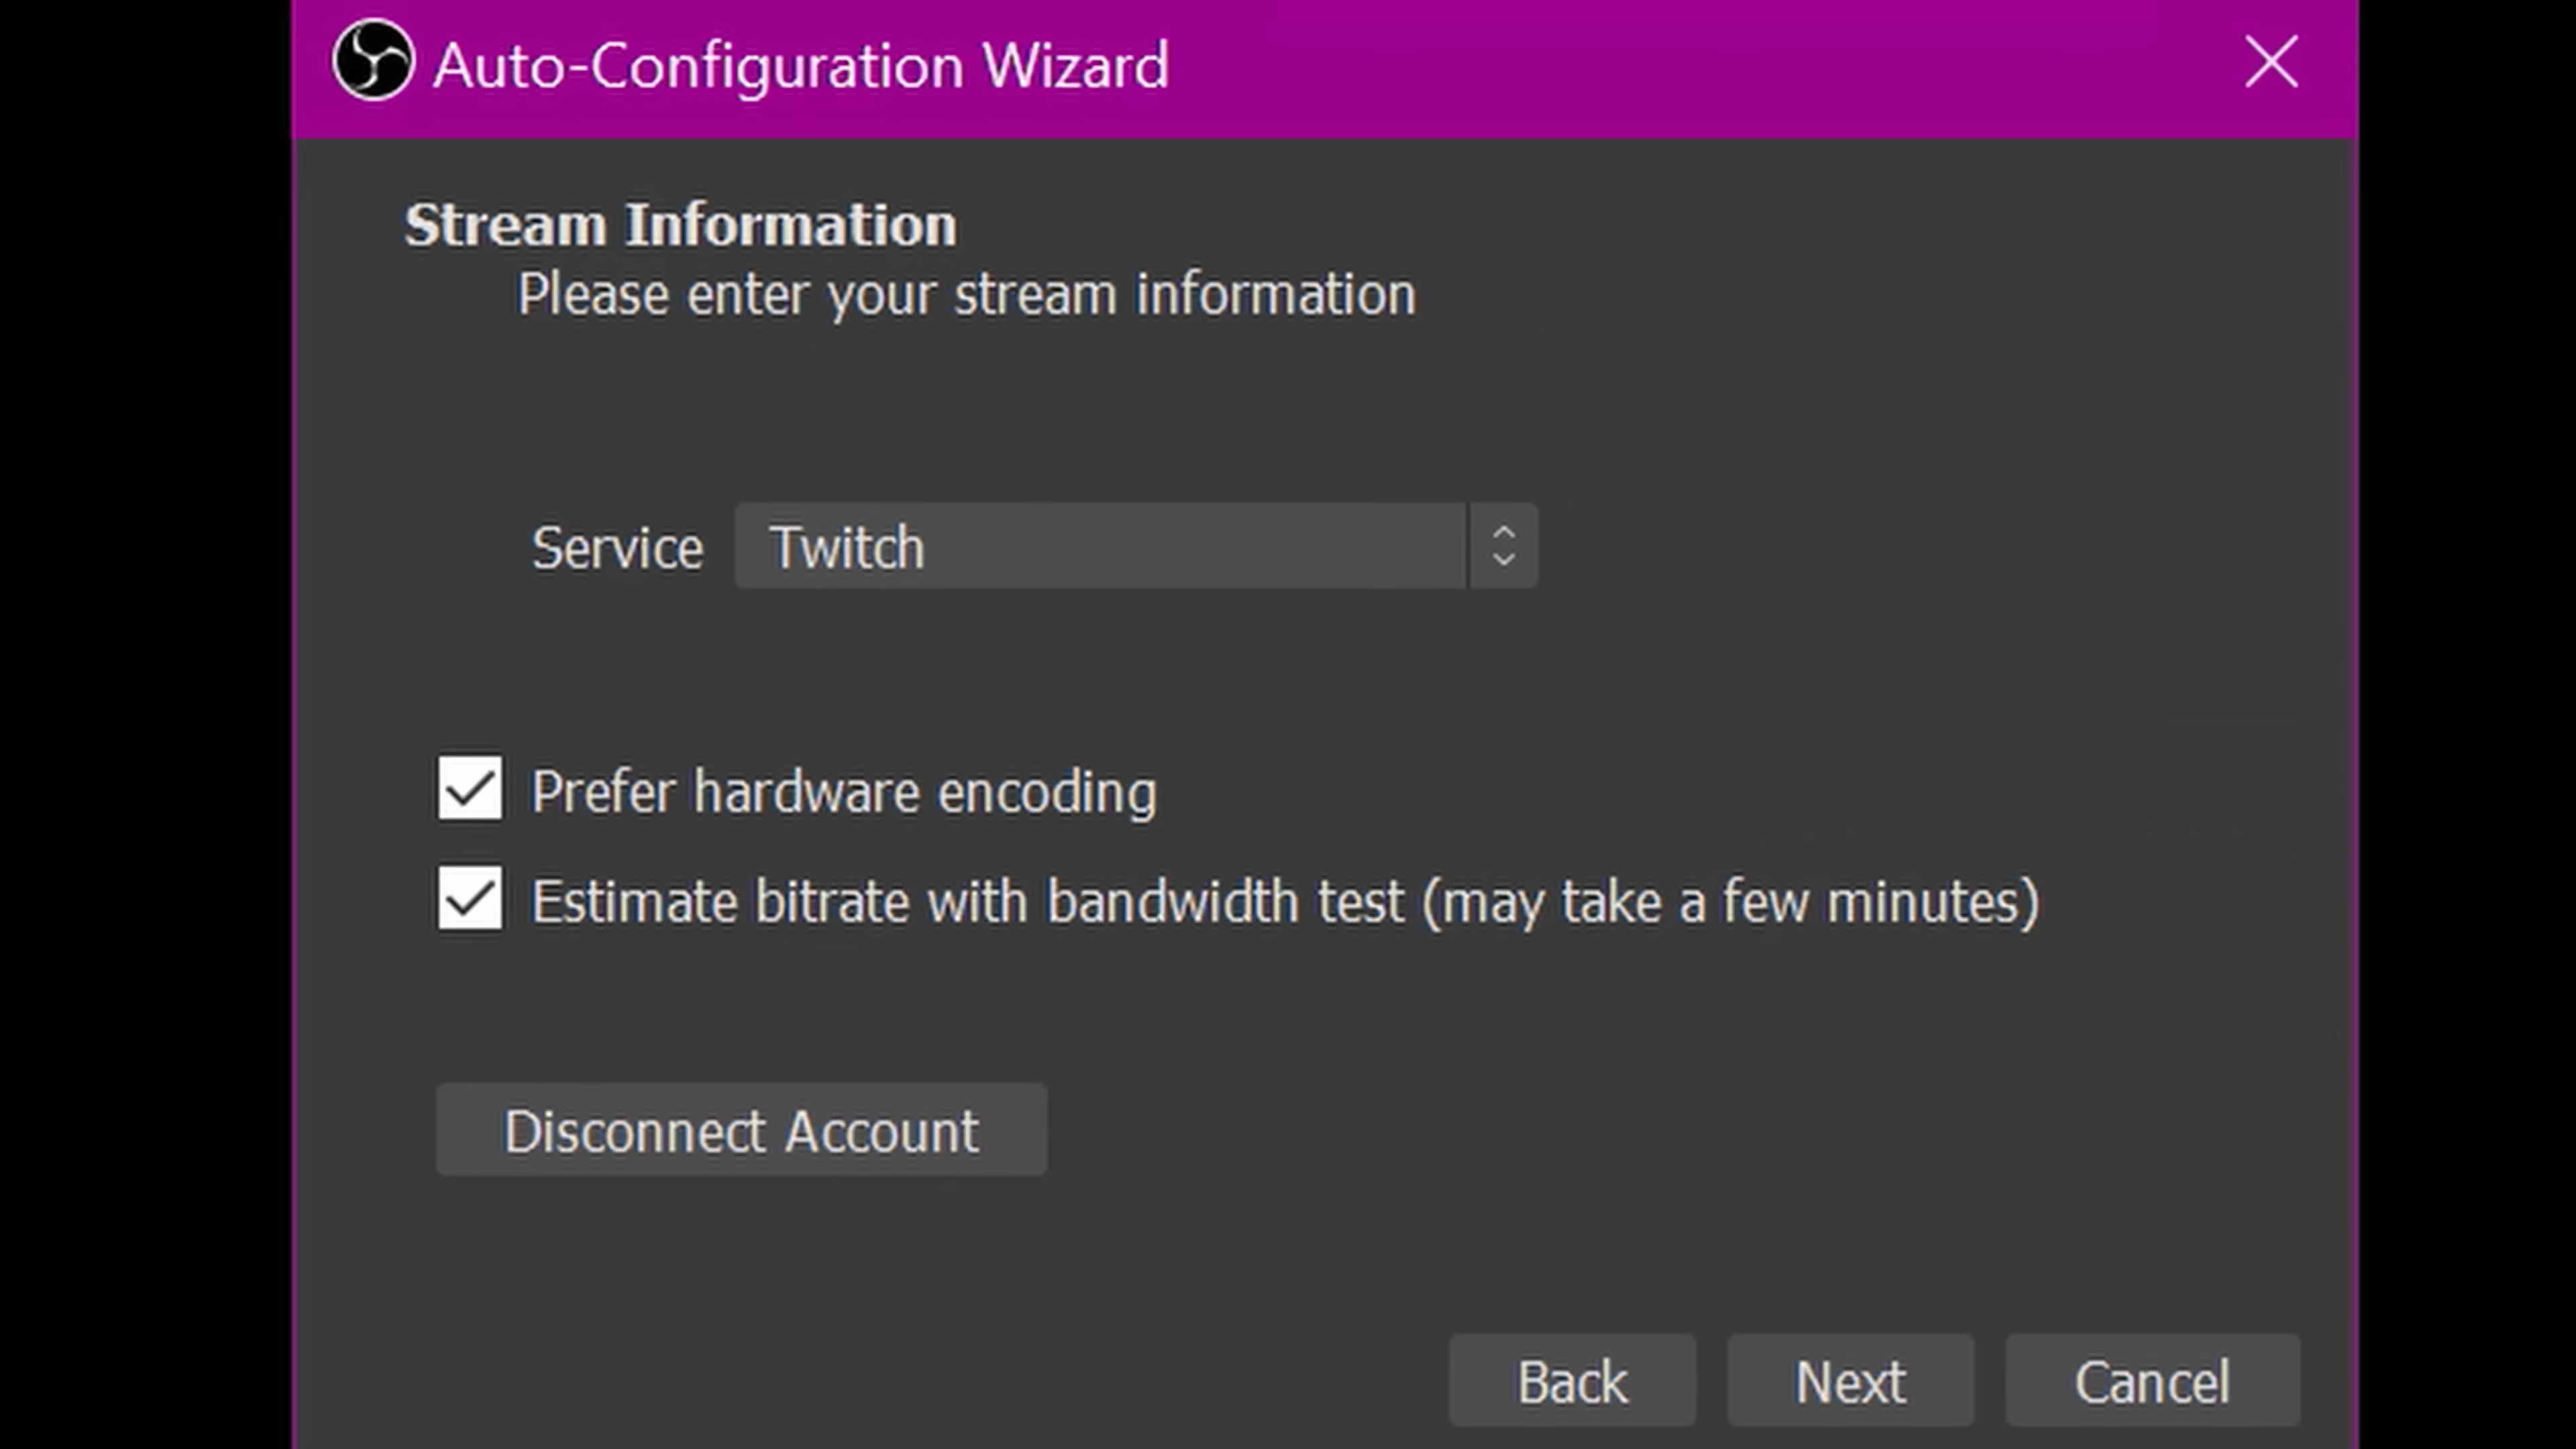 Auto-Configuration Wizard
Stream Information
Please enter your stream information
Service Twitch
Prefer hardware encoding
Estimate bitrate with bandwidth test (may take a few minutes)
Disconnect Account
Back Next Cancel